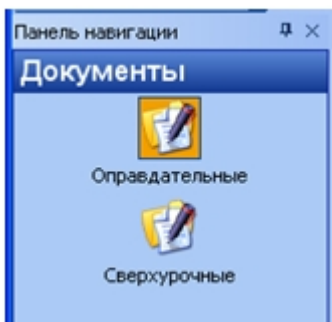 Панель навигации
Документы
Оправдательные
Сверхурочные